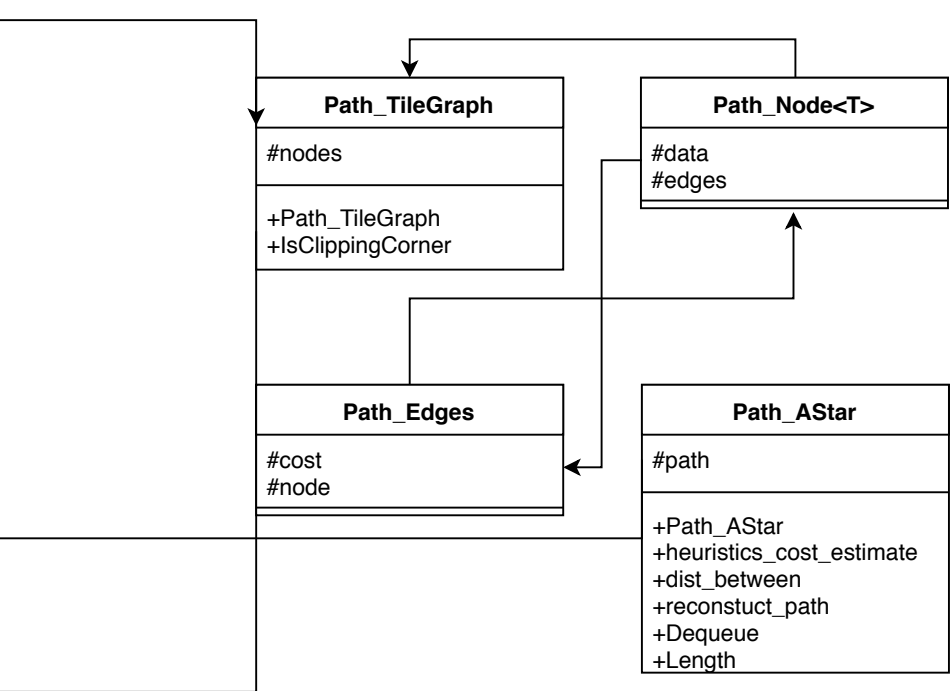 Path_TileGraph
#nodes
+Path_TileGraph
+IsClippingCorner
Path_Node<T>
#data
#edges
Path_Edges
#cost
#node
Path_AStar
#path
+Path_AStar
+heuristics_cost_estimate
+dist_between
+reconstuct_path
+Dequeue
+Length